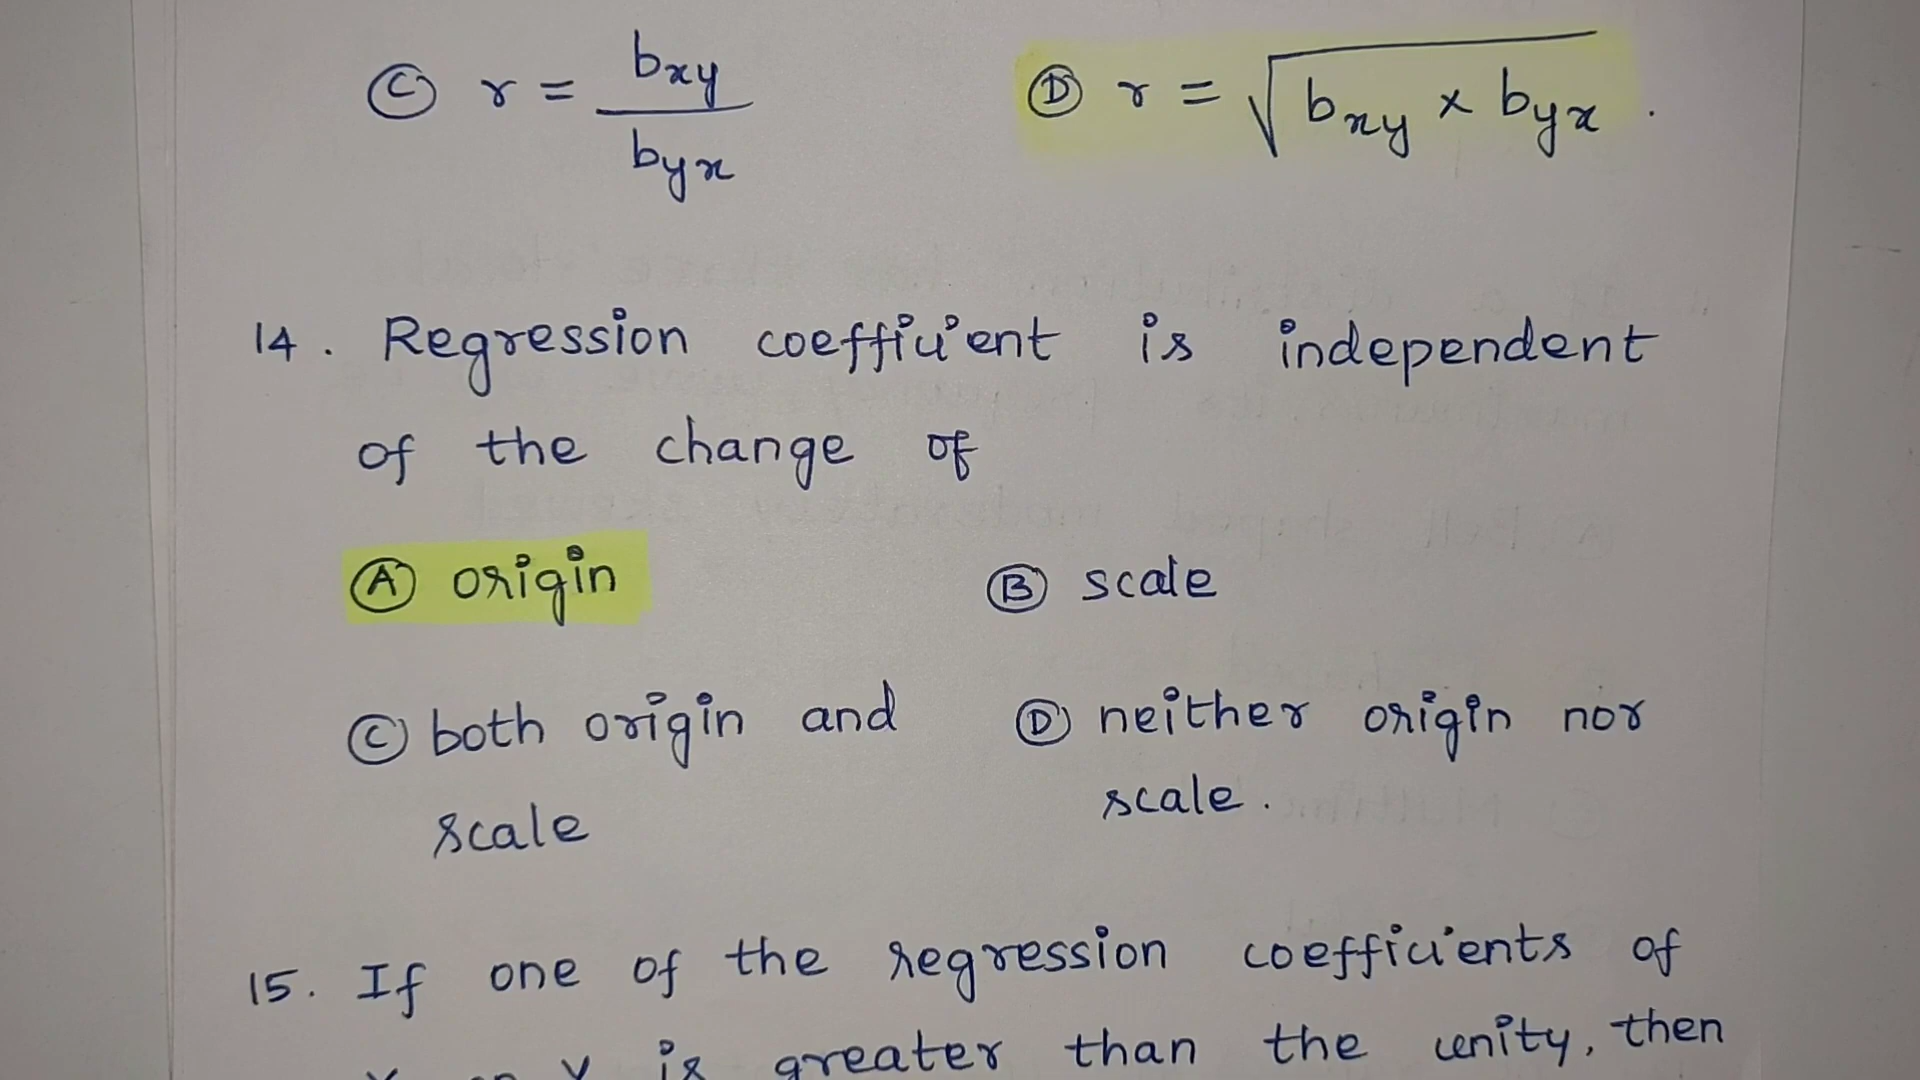 Ⓒ r = bxy / byx Ⓓ r = √bxy × byx .
14. Regression coefficient is independent
of the change of
Ⓐ origin Ⓑ scale
Ⓒ both origin and Ⓓ neither origin nor
scale scale.
15. If one of the regression coefficients of
is greater than the unity, then